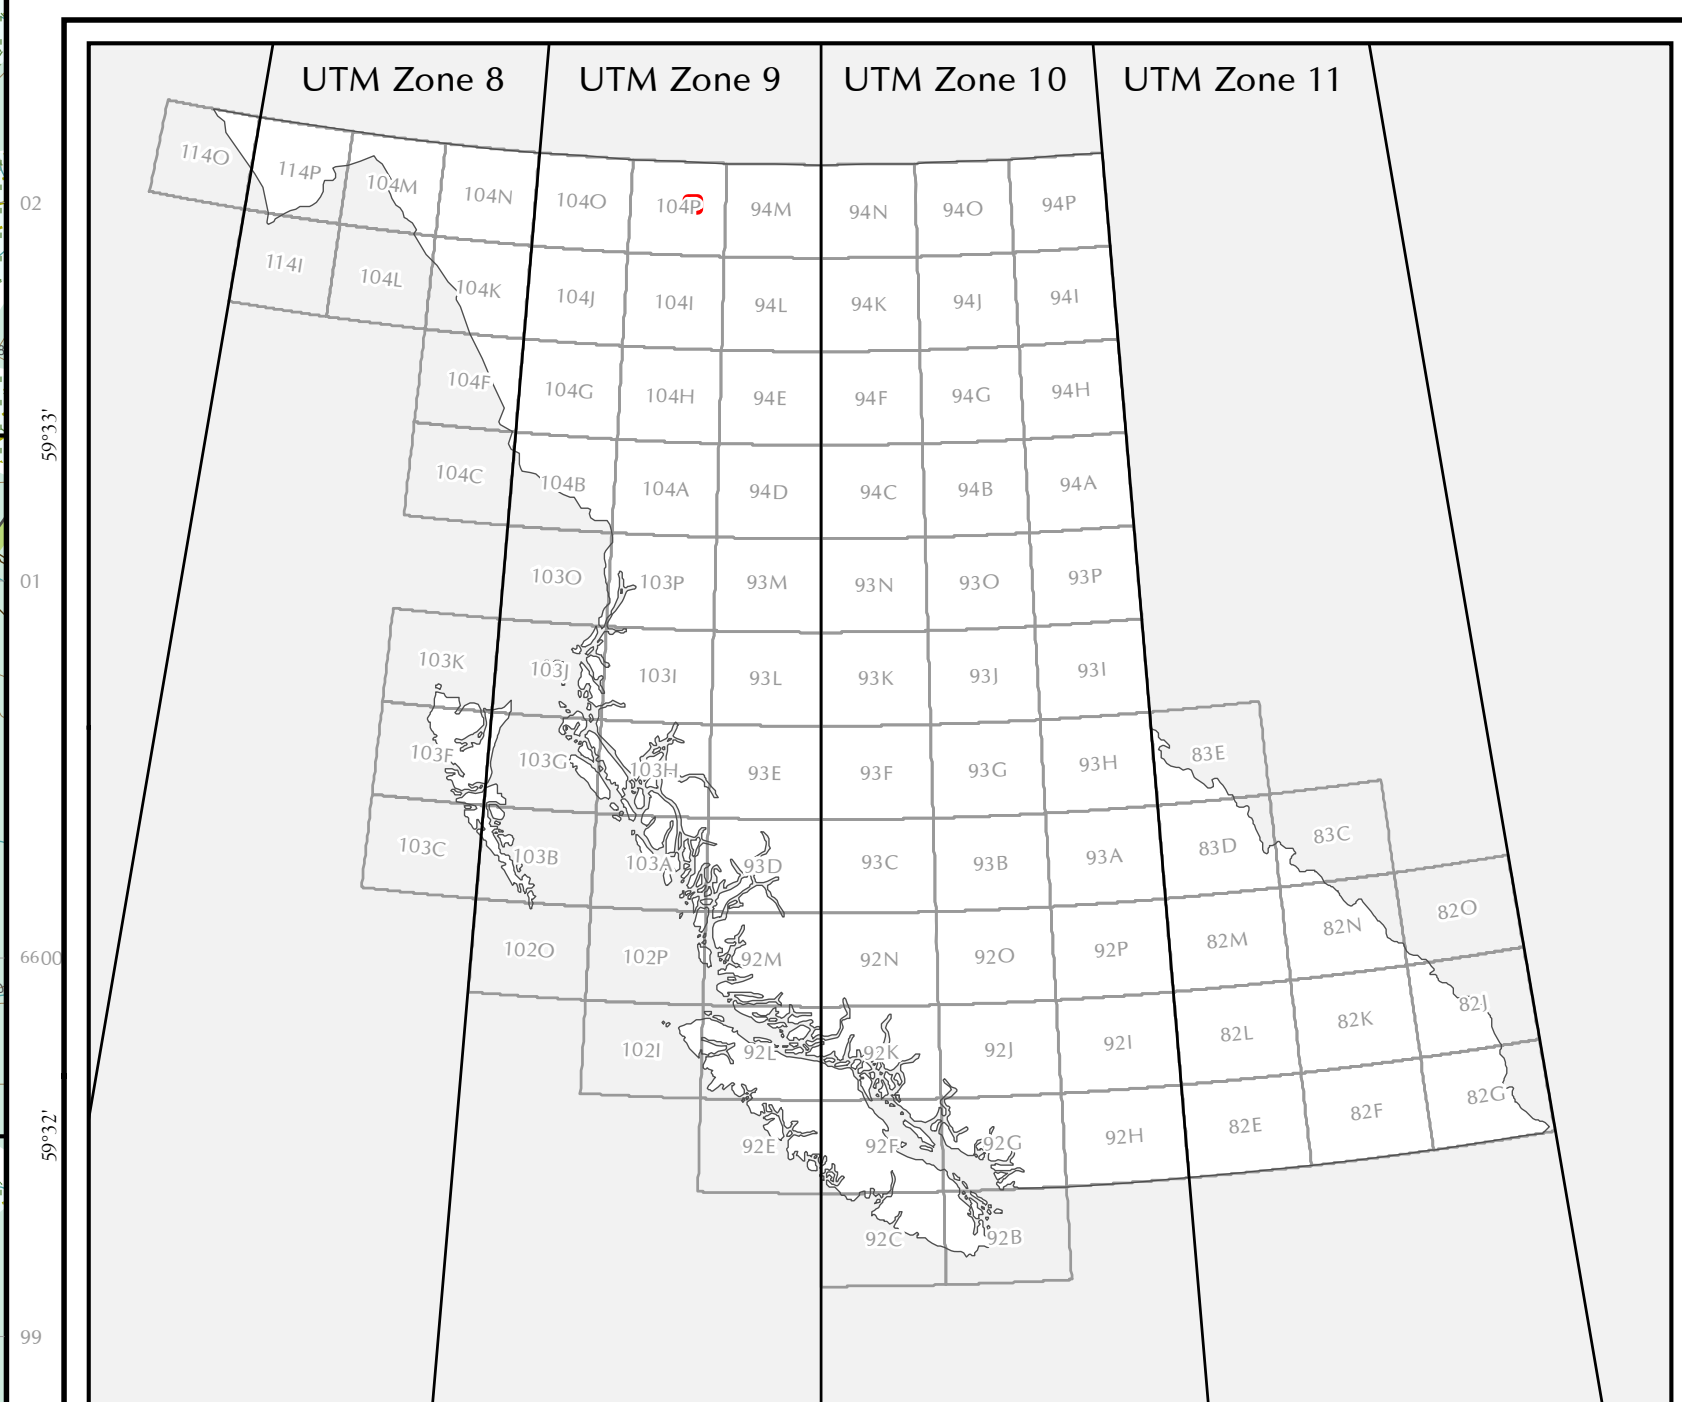 UTM Zone 8 UTM Zone 9 UTM Zone 10 UTM Zone 11
114O 114P 104M 104N 104O 104P 94M 94N 94O 94P
02
114I 104L 104K 104J 104I 94L 94K 94J 94I
104F 104G 104H 94E 94F 94G 94H
59°33'
104C 104B 104A 94D 94C 94B 94A
01
103O 103P 93M 93N 93O 93P
103K 103J 103I 93L 93K 93J 93I
103F 103G 103H 93E 93F 93G 93H 83E
103C 103B 103A 93D 93C 93B 93A 83D 83C
6600
102O 102P 92M 92N 92O 92P 82M 82N 82O
102I 92L 92K 92J 92I 82L 82K 82J
59°32'
92E 92F 92G 92H 82E 82F 82G
92C 92B
99